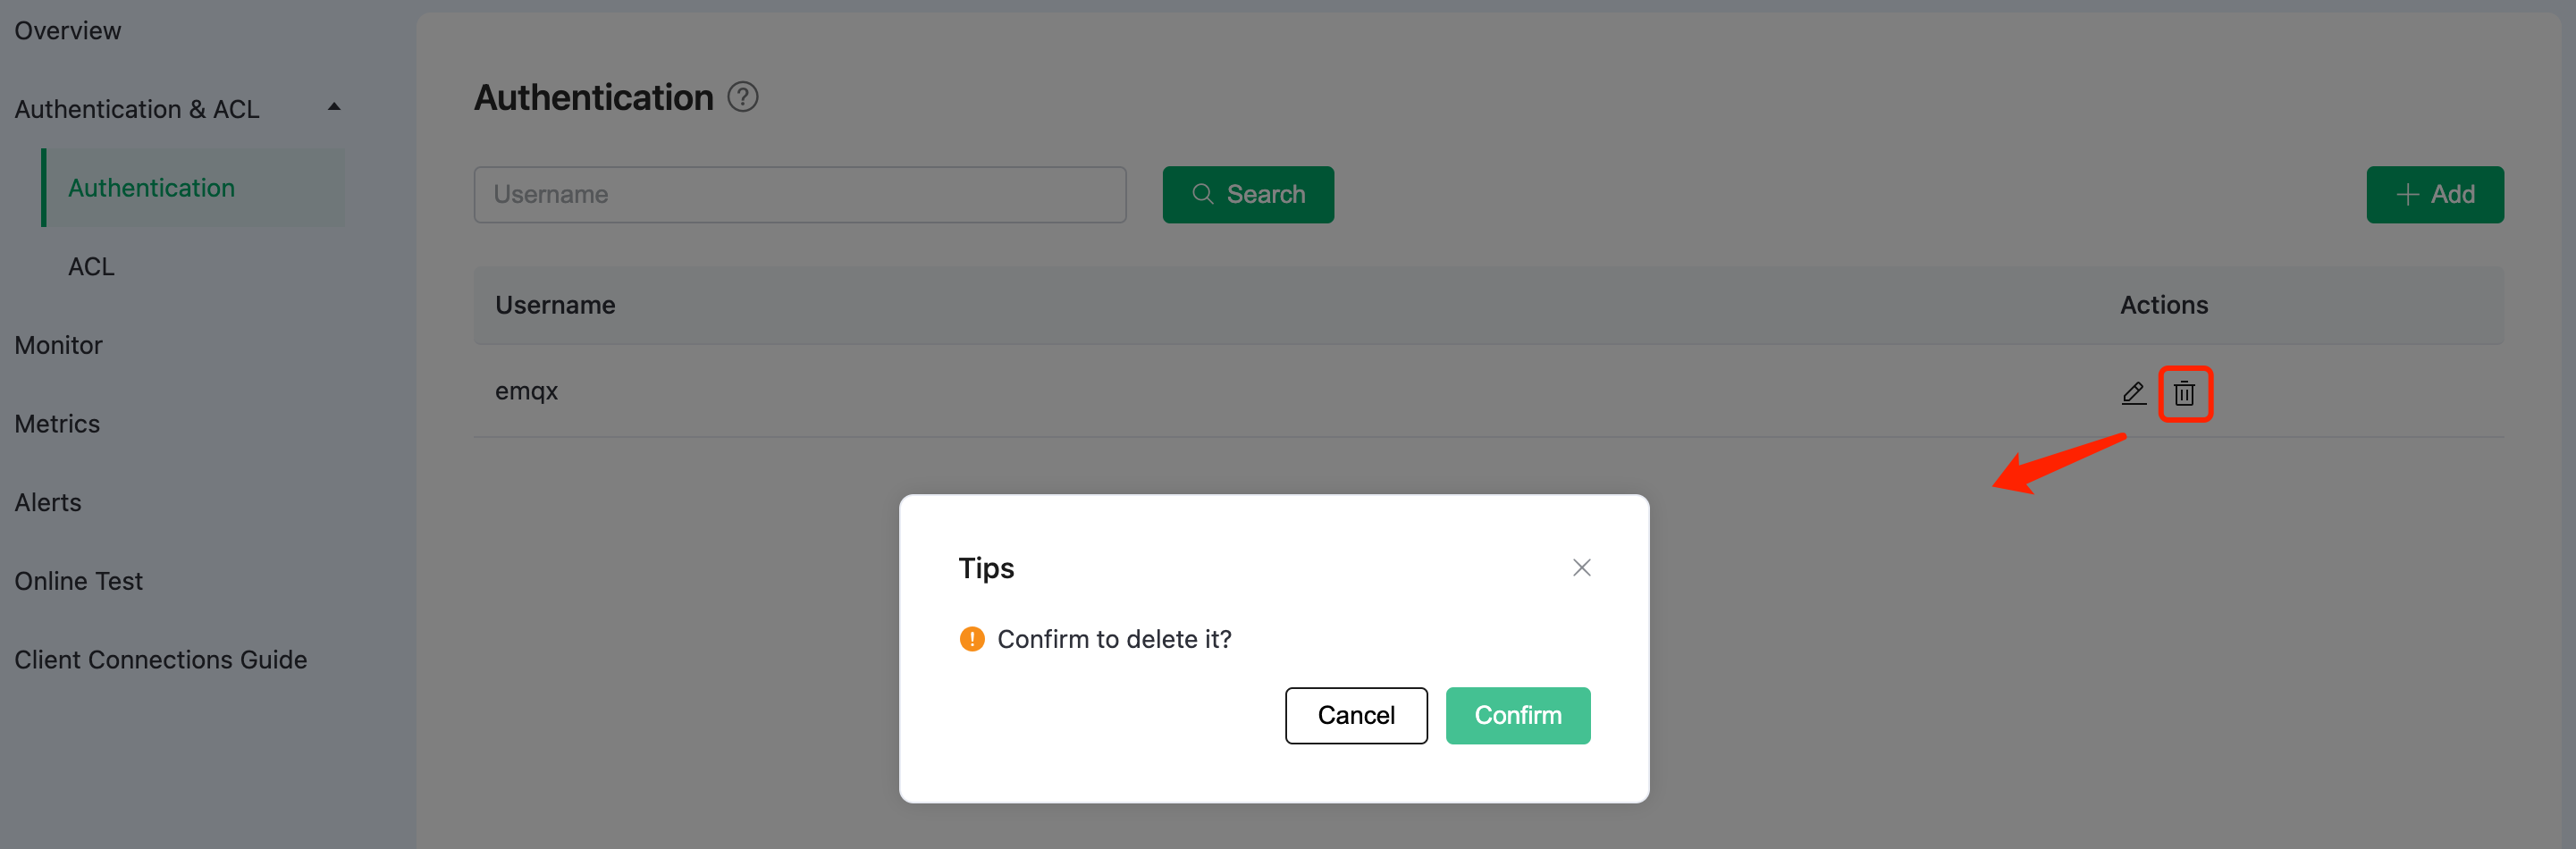 Overview
Authentication & ACL
Authentication
ACL
Monitor
Metrics
Alerts
Online Test
Client Connections Guide
Authentication ?
Username
Search
Add
Username Actions
emqx
Tips
Confirm to delete it?
Cancel Confirm